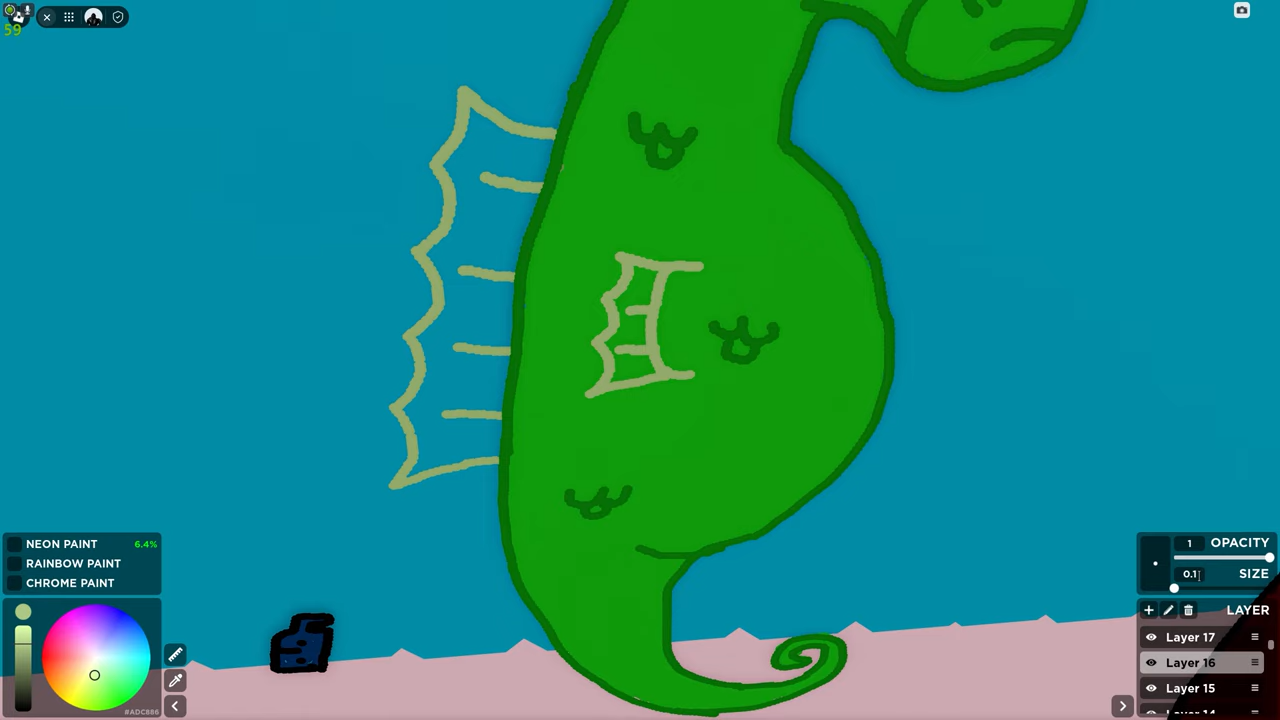 59
NEON PAINT 6.4%
RAINBOW PAINT
CHROME PAINT
#ADC886
1 OPACITY
0.1 SIZE
LAYER
Layer 17
Layer 16
Layer 15